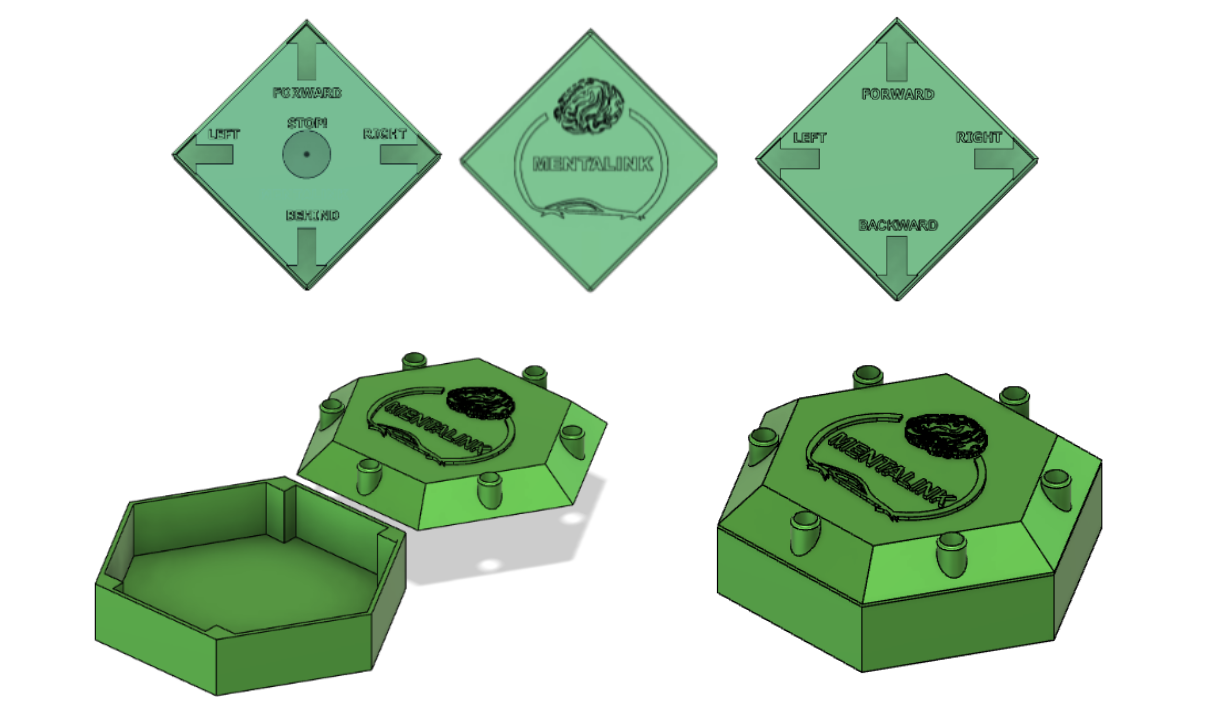 FORWARD
STOP!
LEFT
RIGHT
BEHIND
MENTALINK
FORWARD
LEFT
RIGHT
BACKWARD
MENTALINK
MENTALINK